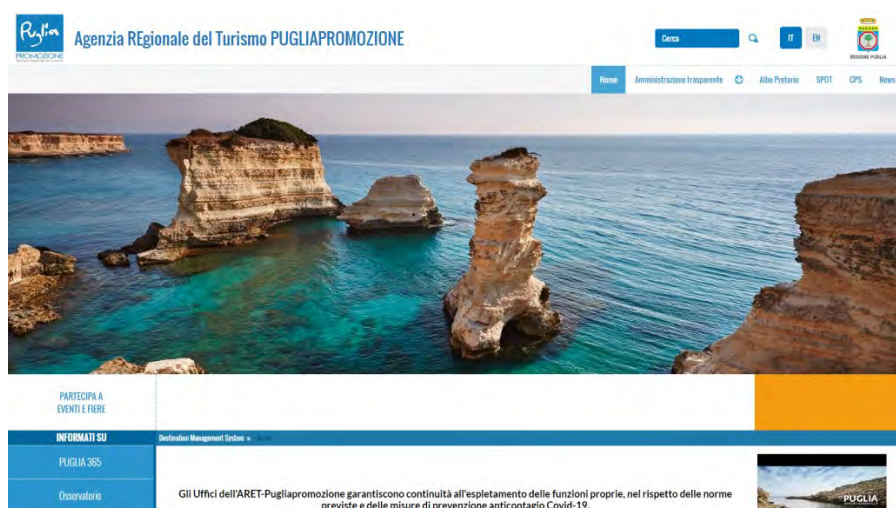 Puglia
PROMOZIONE
Agenzia REgionale del Turismo PUGLIAPROMOZIONE
Cerca
IT
EN
REGIONE PUGLIA
Home
Amministrazione trasparente
Albo Pretorio
SPOT
CPS
News
PARTECIPA A
EVENTI E FIERE
INFORMATI SU
Destination Management System »
PUGLIA 365
Osservatorio
Gli Uffici dell'ARET-Pugliapromozione garantiscono continuità all'espletamento delle funzioni proprie, nel rispetto delle norme
previste e delle misure di prevenzione anticontagio Covid-19.
PUGLIA